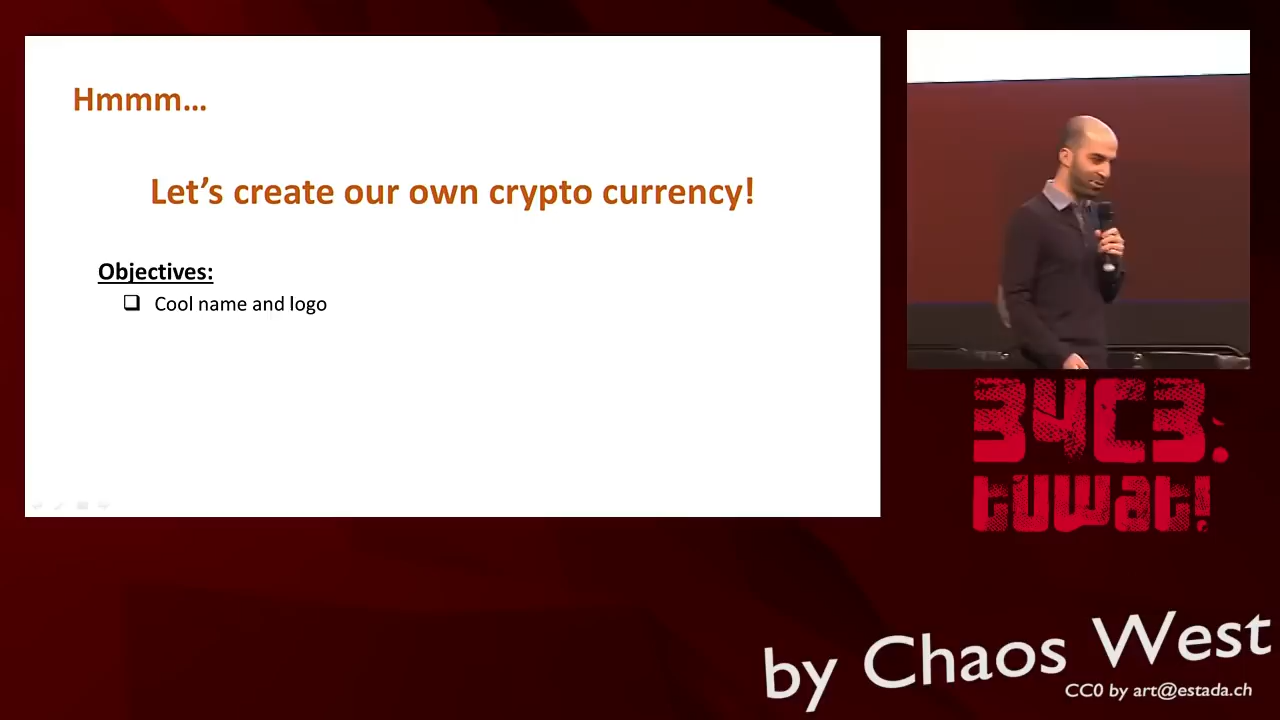 Hmmm...
Let’s create our own crypto currency!
Objectives:
❑ Cool name and logo
34C3:
tuwat!
by Chaos West
CC0 by art@estada.ch